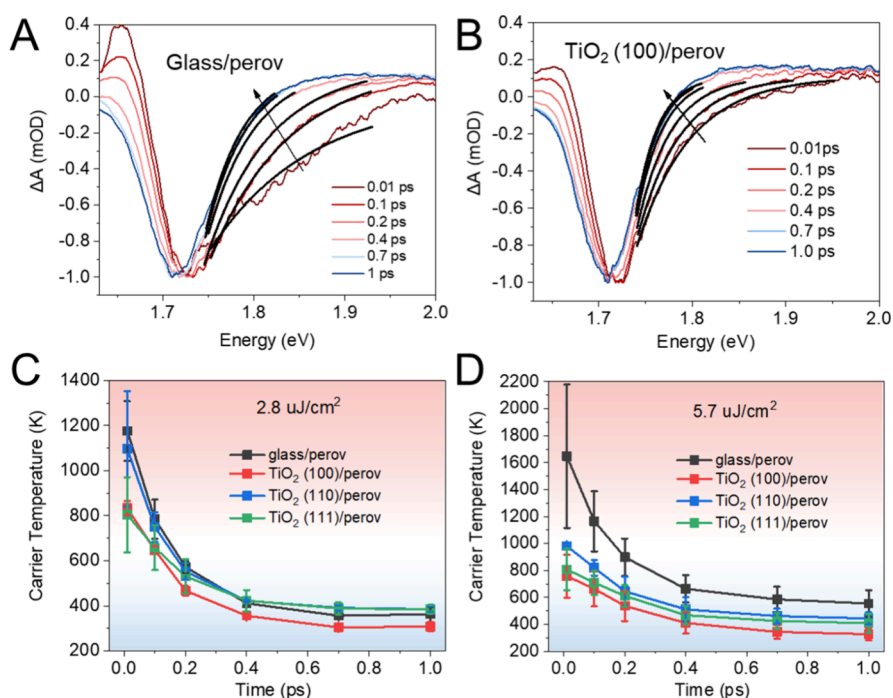 A
Glass/perov
0.4
0.2
0.0
-0.2
-0.4
-0.6
-0.8
-1.0
ΔA (mOD)
0.01 ps
0.1 ps
0.2 ps
0.4 ps
0.7 ps
1 ps
1.7
1.8
1.9
2.0
Energy (eV)
B
TiO2 (100)/perov
0.4
0.2
0.0
-0.2
-0.4
-0.6
-0.8
-1.0
ΔA (mOD)
0.01ps
0.1 ps
0.2 ps
0.4 ps
0.7 ps
1.0 ps
1.7
1.8
1.9
2.0
Energy (eV)
C
2.8 uJ/cm²
1400
1200
1000
800
600
400
200
Carrier Temperature (K)
glass/perov
TiO2 (100)/perov
TiO2 (110)/perov
TiO2 (111)/perov
0.0
0.2
0.4
0.6
0.8
1.0
Time (ps)
D
5.7 uJ/cm²
2200
2000
1800
1600
1400
1200
1000
800
600
400
200
Carrier Temperature (K)
glass/perov
TiO2 (100)/perov
TiO2 (110)/perov
TiO2 (111)/perov
0.0
0.2
0.4
0.6
0.8
1.0
Time (ps)